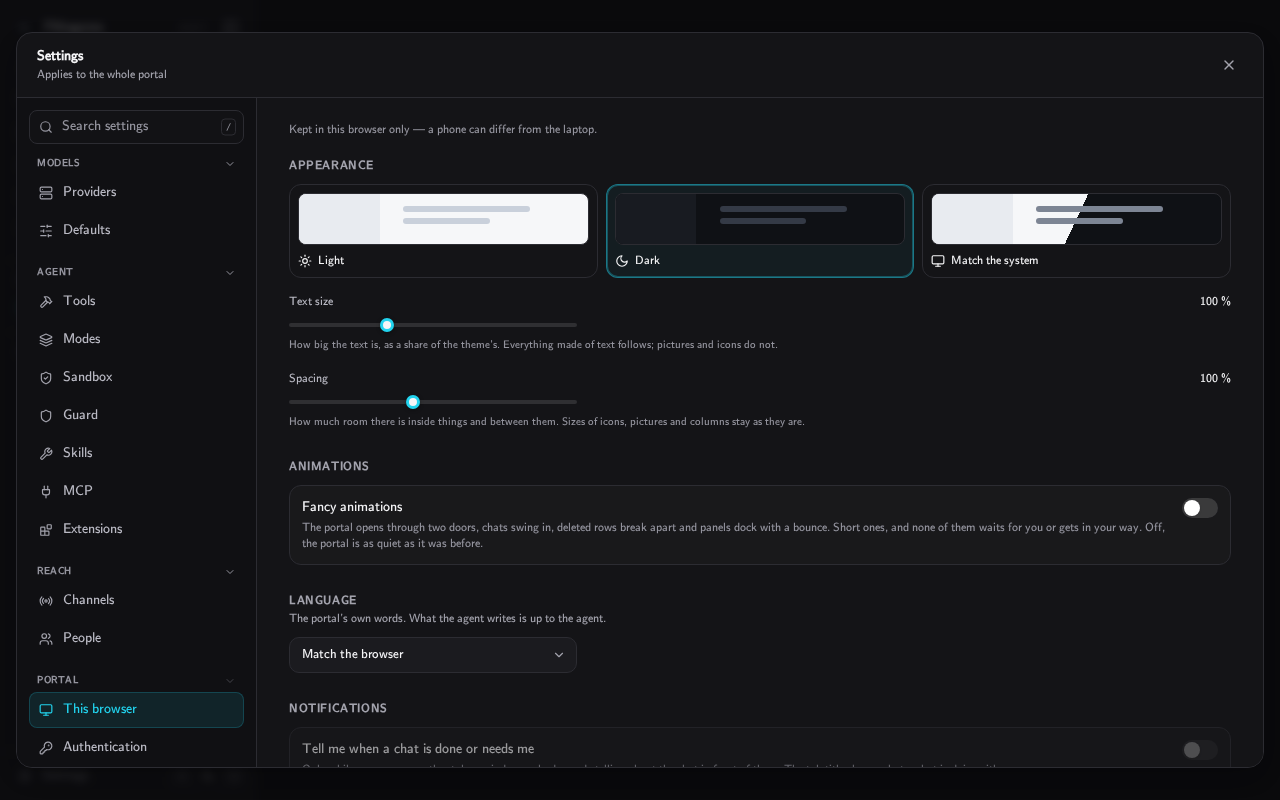 Settings
Applies to the whole portal
Search settings /
MODELS
Providers
Defaults
AGENT
Tools
Modes
Sandbox
Guard
Skills
MCP
Extensions
REACH
Channels
People
PORTAL
This browser
Authentication
Kept in this browser only — a phone can differ from the laptop.
APPEARANCE
Light
Dark
Match the system
Text size 100 %
How big the text is, as a share of the theme's. Everything made of text follows; pictures and icons do not.
Spacing 100 %
How much room there is inside things and between them. Sizes of icons, pictures and columns stay as they are.
ANIMATIONS
Fancy animations
The portal opens through two doors, chats swing in, deleted rows break apart and panels dock with a bounce. Short ones, and none of them waits for you or gets in your way. Off,
the portal is as quiet as it was before.
LANGUAGE
The portal's own words. What the agent writes is up to the agent.
Match the browser
NOTIFICATIONS
Tell me when a chat is done or needs me